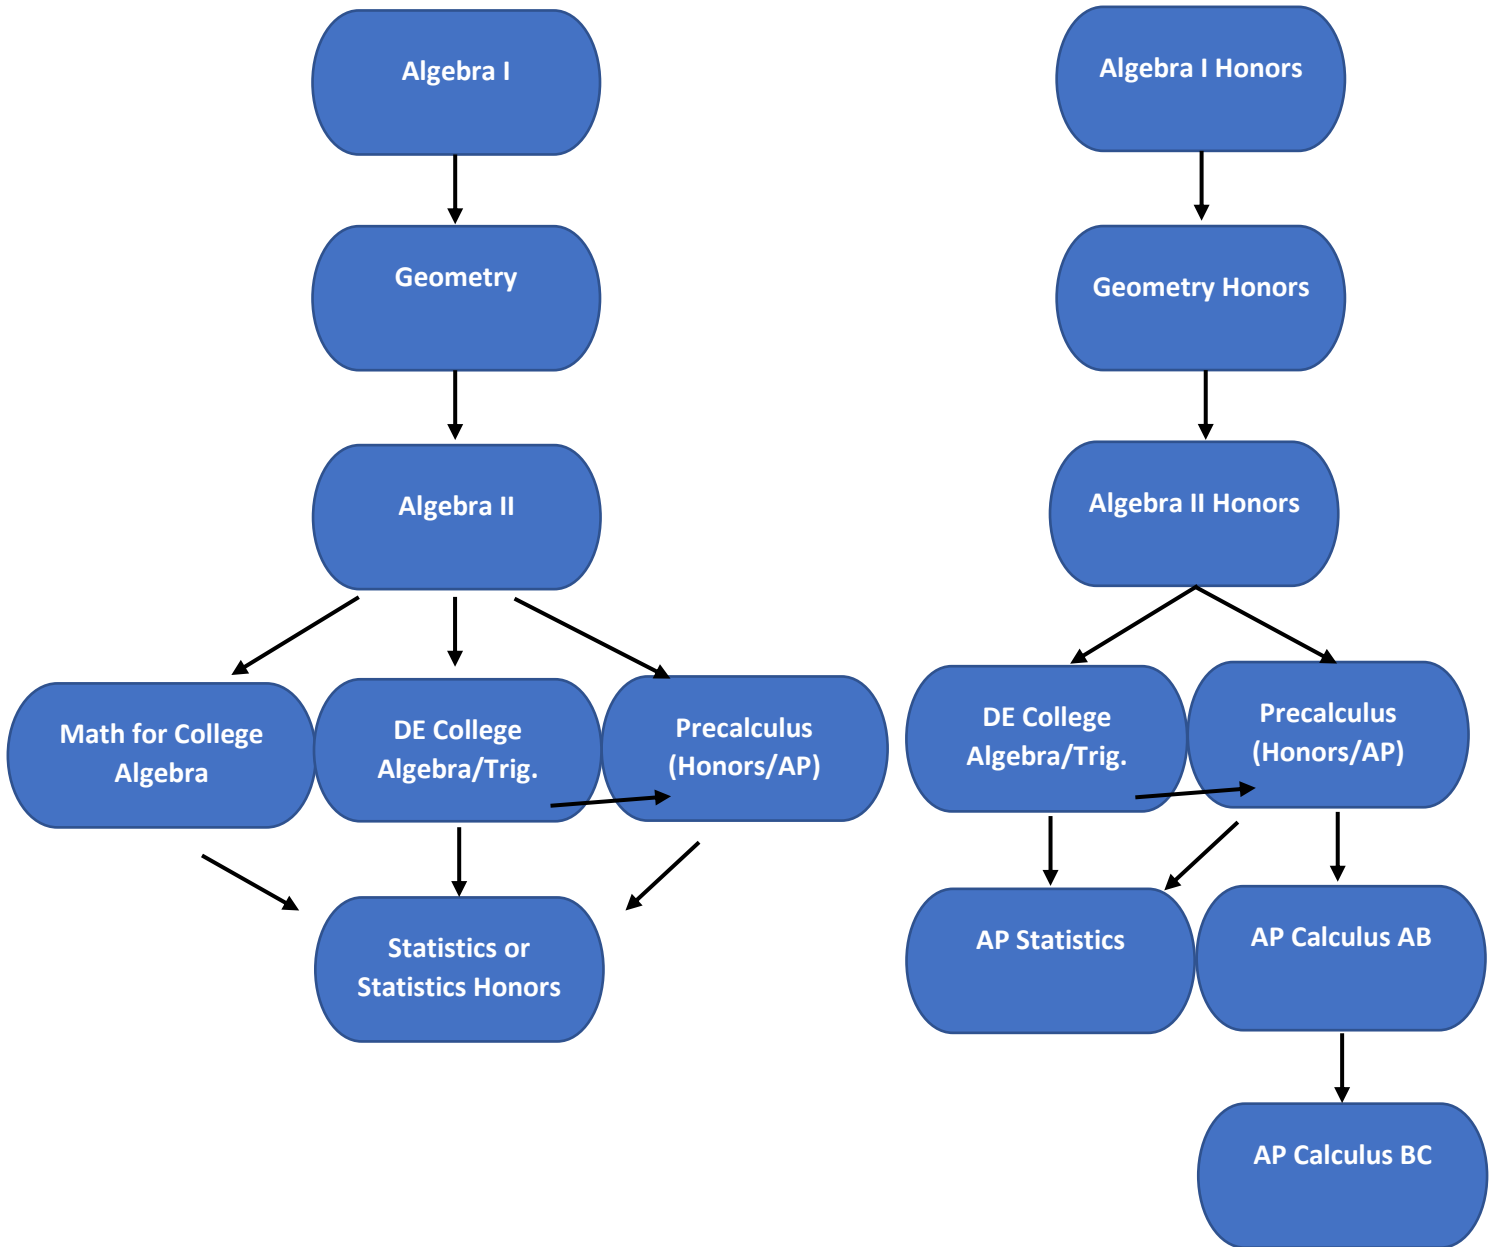 Algebra I
Geometry
Algebra II
Math for College
Algebra
DE College
Algebra/Trig.
Precalculus
(Honors/AP)
Statistics or
Statistics Honors
Algebra I Honors
Geometry Honors
Algebra II Honors
DE College
Algebra/Trig.
Precalculus
(Honors/AP)
AP Statistics
AP Calculus AB
AP Calculus BC